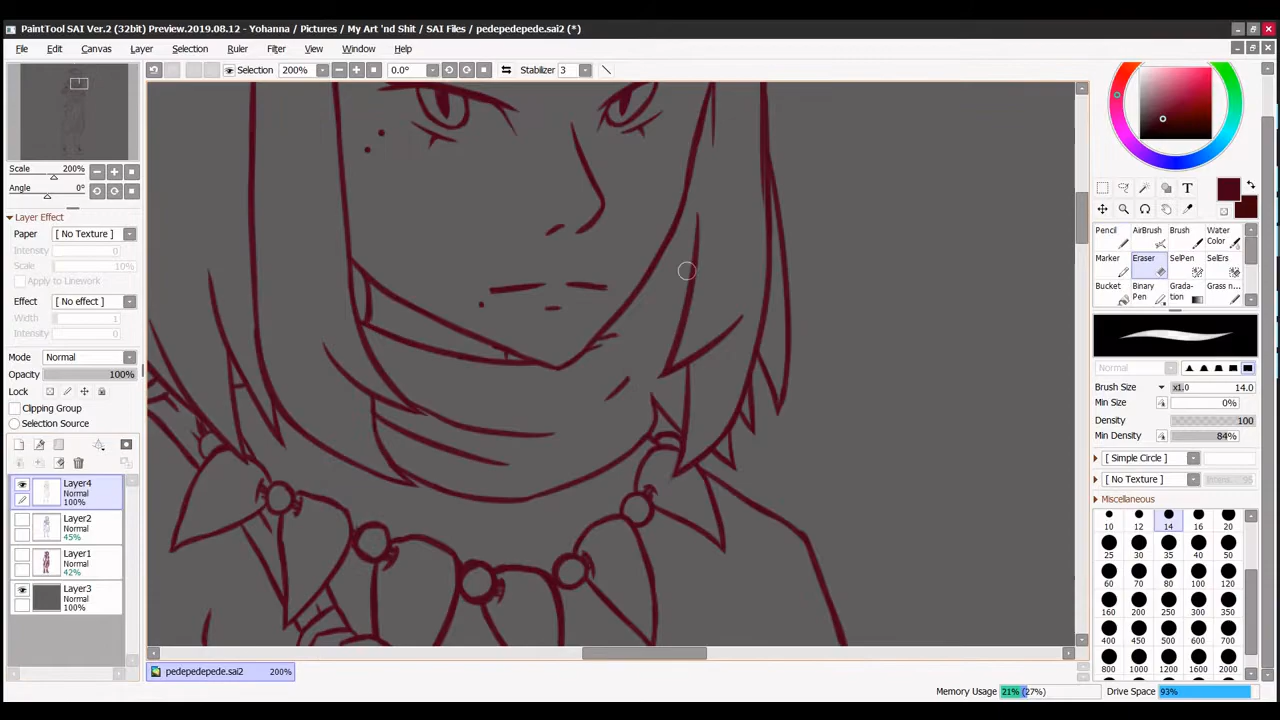 PaintTool SAI Ver.2 (32bit) Preview.2019.08.12 - Yohanna / Pictures / My Art 'nd Shit / SAI Files / pedepedepede.sai2 (*)
File Edit Canvas Layer Selection Ruler Filter View Window Help
Selection 200% 0.0° Stabilizer 3
Scale 200%
Angle 0°
Layer Effect
Paper [ No Texture ]
Intensity 0
Scale 10%
Apply to Linework
Effect [ No effect ]
Width 1
Intensity 0
Mode Normal
Opacity 100%
Lock
Clipping Group
Selection Source
Layer4
Normal
100%
Layer2
Normal
45%
Layer1
Normal
42%
Layer3
Normal
100%
pedepedepede.sai2 200%
T
Pencil AirBrush Brush Water Color
Marker Eraser SelPen SelErs
Bucket Binary Pen Grada-tion Grass n...
Normal
Brush Size x1.0 14.0
Min Size 0%
Density 100
Min Density 84%
[ Simple Circle ]
[ No Texture ]
Miscellaneous
10 12 14 16 20
25 30 35 40 50
60 70 80 100 120
160 200 250 300 350
400 450 500 600 700
800 1000 1200 1600 2000
Memory Usage 21% (27%) Drive Space 93%